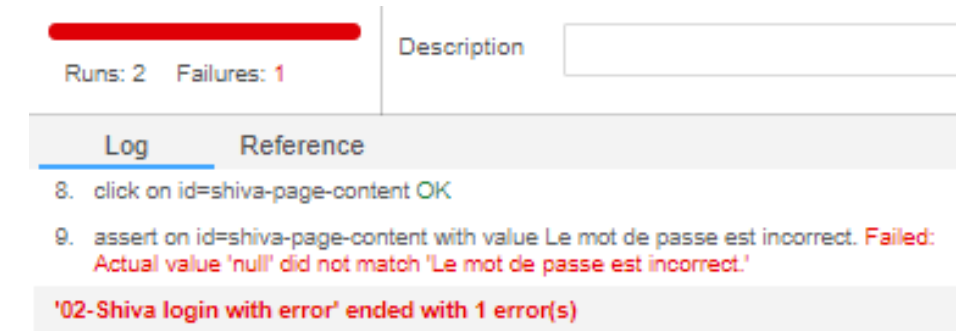 Description
Runs: 2 Failures: 1
Log Reference
8. click on id=shiva-page-content OK
9. assert on id=shiva-page-content with value Le mot de passe est incorrect. Failed:
Actual value 'null' did not match 'Le mot de passe est incorrect.'
'02-Shiva login with error' ended with 1 error(s)